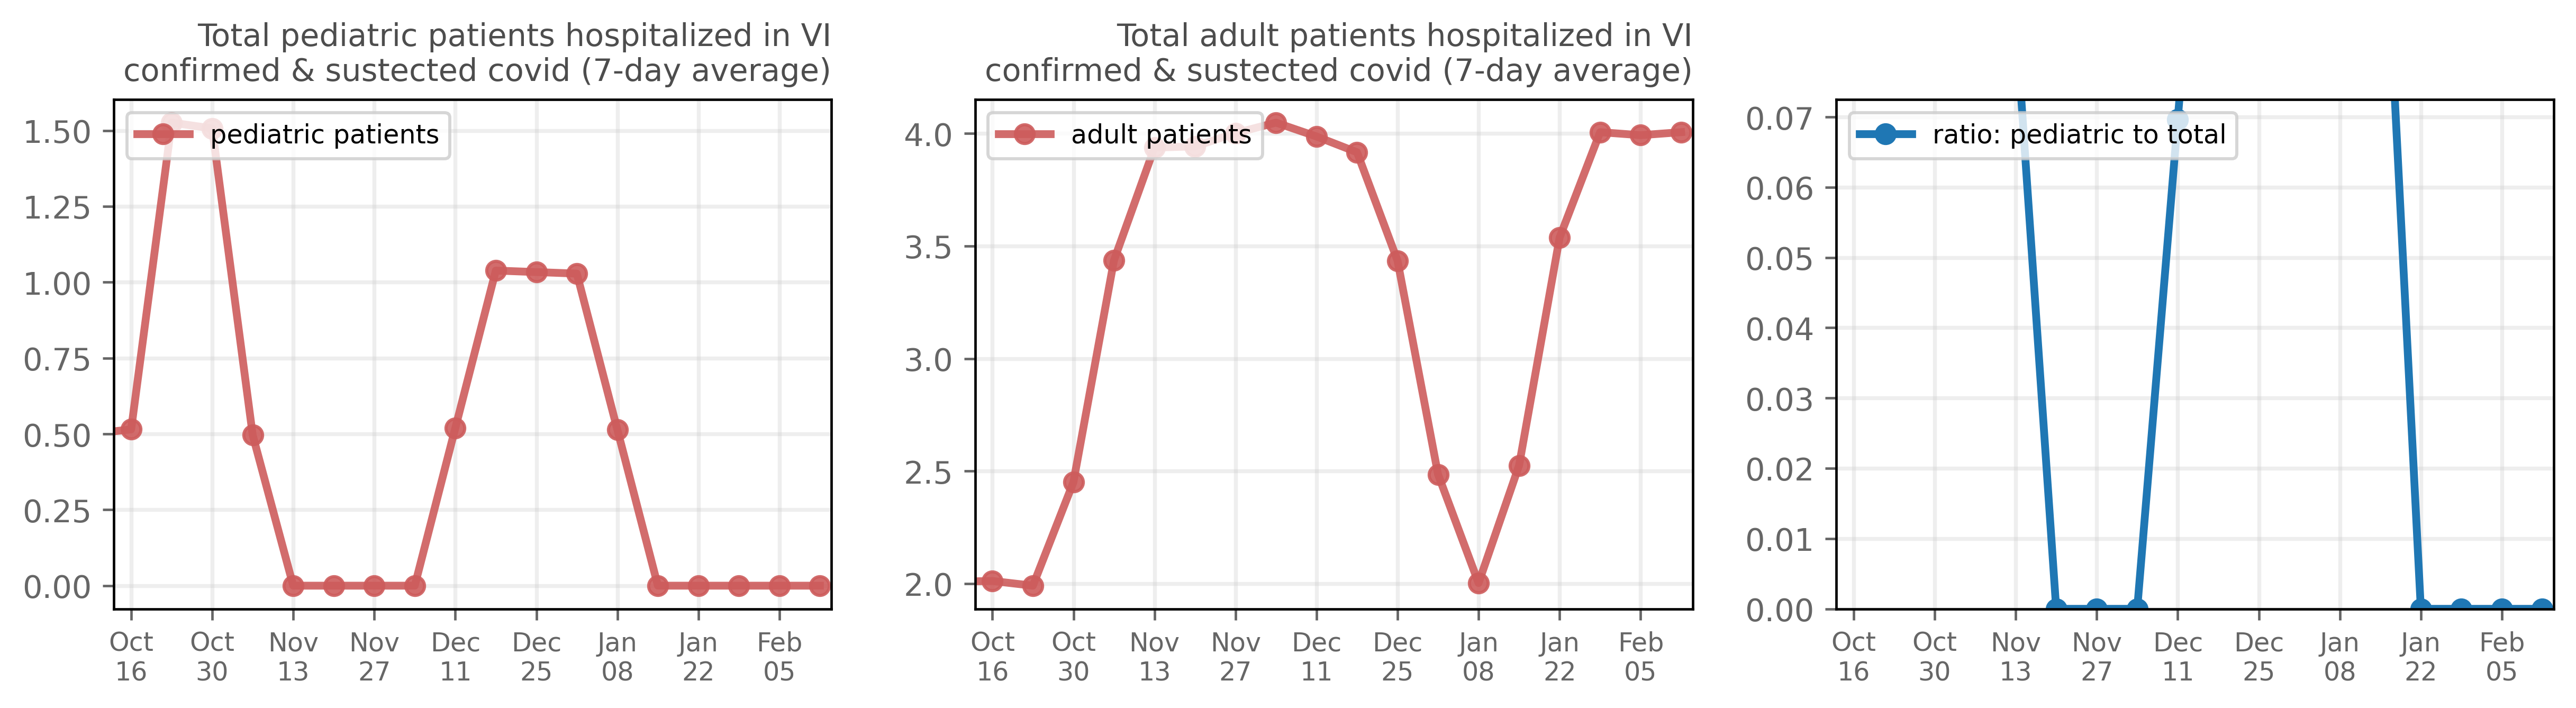 Total pediatric patients hospitalized in VI
confirmed & sustected covid (7-day average)
pediatric patients
1.50
1.25
1.00
0.75
0.50
0.25
0.00
Oct 16
Oct 30
Nov 13
Nov 27
Dec 11
Dec 25
Jan 08
Jan 22
Feb 05
Total adult patients hospitalized in VI
confirmed & sustected covid (7-day average)
adult patients
4.0
3.5
3.0
2.5
2.0
Oct 16
Oct 30
Nov 13
Nov 27
Dec 11
Dec 25
Jan 08
Jan 22
Feb 05
ratio: pediatric to total
0.07
0.06
0.05
0.04
0.03
0.02
0.01
0.00
Oct 16
Oct 30
Nov 13
Nov 27
Dec 11
Dec 25
Jan 08
Jan 22
Feb 05